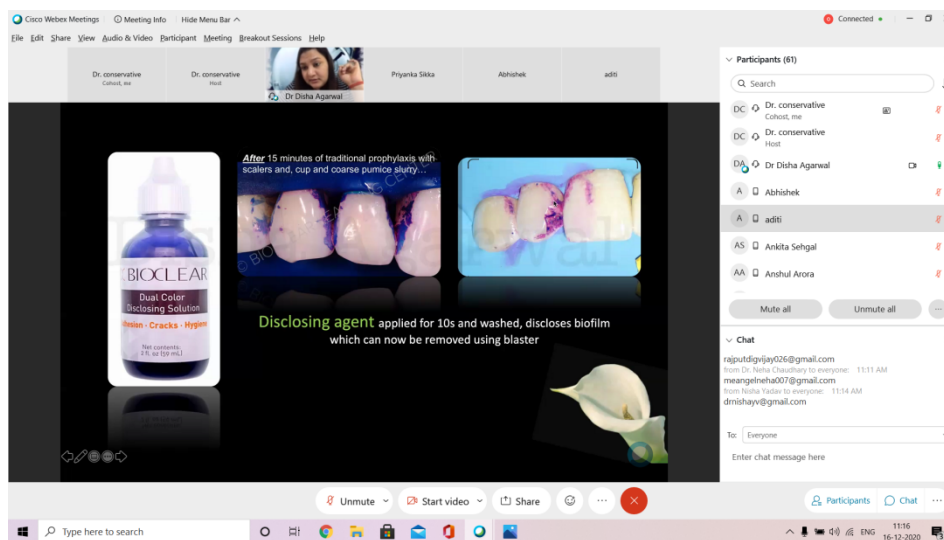 Cisco Webex Meetings
Meeting Info
Hide Menu Bar
Connected
File Edit Share View Audio & Video Participant Meeting Breakout Sessions Help
Dr. conservative
Cohost, me
Dr. conservative
Host
Dr Disha Agarwal
Priyanka Sikka
Abhishek
aditi
After 15 minutes of traditional prophylaxis with
scalers and, cup and coarse pumice slurry…
BIOCLEAR
Dual Color
Disclosing Solution
Cracks - Hygiene
Net contents:
2 fl. oz (59 mL)
Disclosing agent applied for 10s and washed, discloses biofilm
which can now be removed using blaster
Participants (61)
Search
DC Dr. conservative
Cohost, me
DC Dr. conservative
Host
DA Dr Disha Agarwal
A Abhishek
A aditi
AS Ankita Sehgal
AA Anshul Arora
Mute all
Unmute all
Chat
rajputdigvijay026@gmail.com
from Dr. Neha Chaudhary to everyone: 11:11 AM
meangelneha007@gmail.com
from Nisha Yadav to everyone: 11:14 AM
drnishayv@gmail.com
To: Everyone
Enter chat message here
Unmute
Start video
Share
Participants
Chat
Type here to search
ENG
11:16
16-12-2020